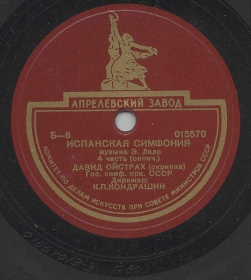 АПРЕЛЕВСКИЙ ЗАВОД
Б—6 015570
ИСПАНСКАЯ СИМФОНИЯ
музыка Э. Лало
4 часть (оконч.)
ДАВИД ОЙСТРАХ (скрипка)
Гос. симф. орк. СССР
Дирижер:
К.П.КОНДРАШИН
КОМИТЕТ ПО ДЕЛАМ ИСКУССТВ ПРИ СОВЕТЕ МИНИСТРОВ СССР